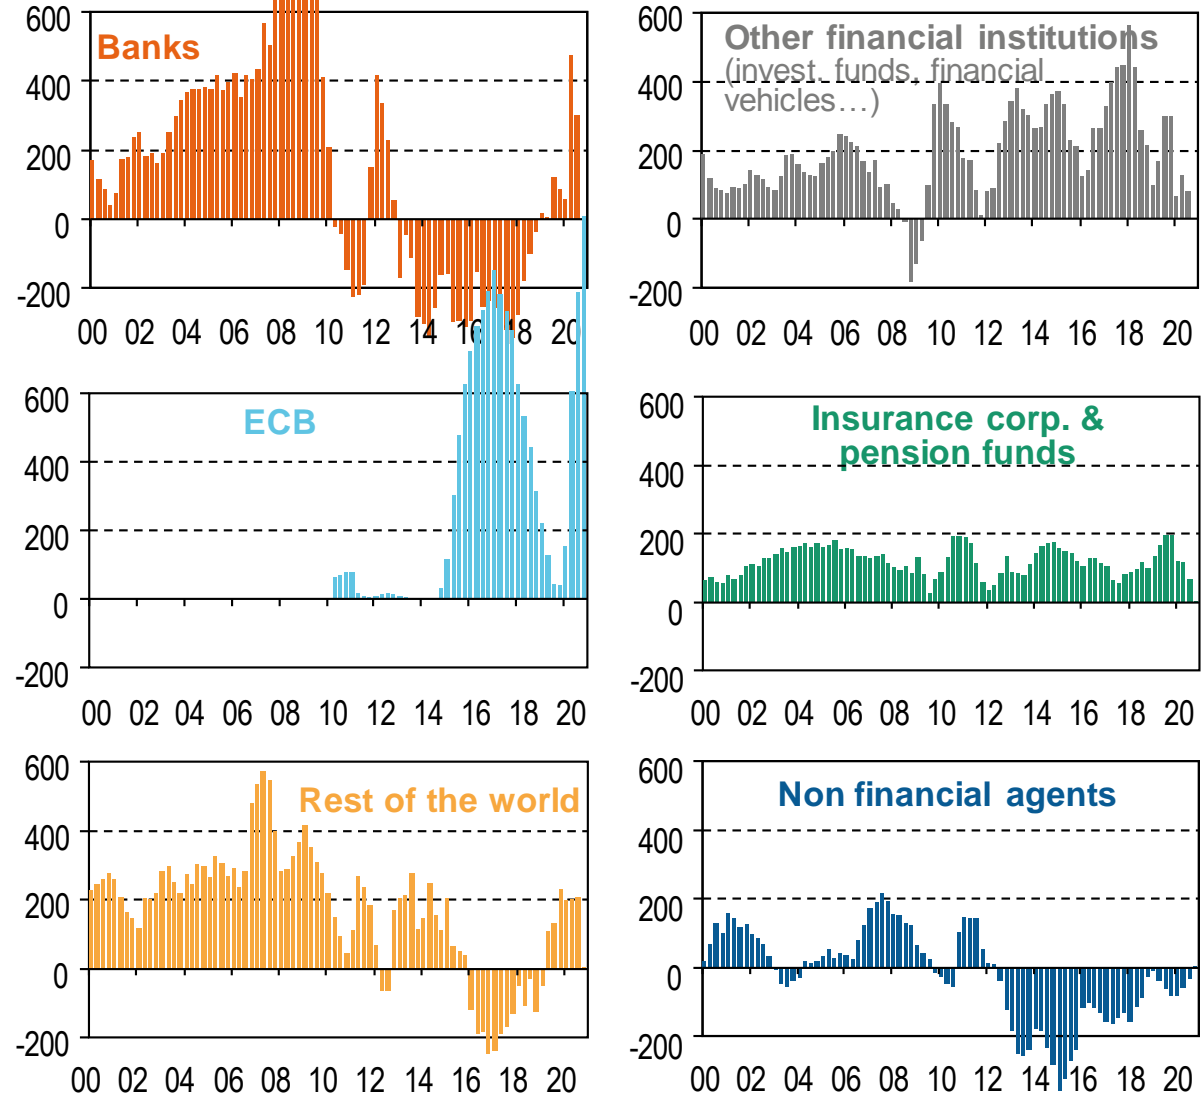 600
400
200
0
-200
Banks
00 02 04 06 08 10 12 14 16 18 20
600
400
200
0
-200
Other financial institutions
(invest. funds, financial
vehicles…)
00 02 04 06 08 10 12 14 16 18 20
600
400
200
0
-200
ECB
00 02 04 06 08 10 12 14 16 18 20
600
400
200
0
-200
Insurance corp. &
pension funds
00 02 04 06 08 10 12 14 16 18 20
600
400
200
0
-200
Rest of the world
00 02 04 06 08 10 12 14 16 18 20
600
400
200
0
-200
Non financial agents
00 02 04 06 08 10 12 14 16 18 20